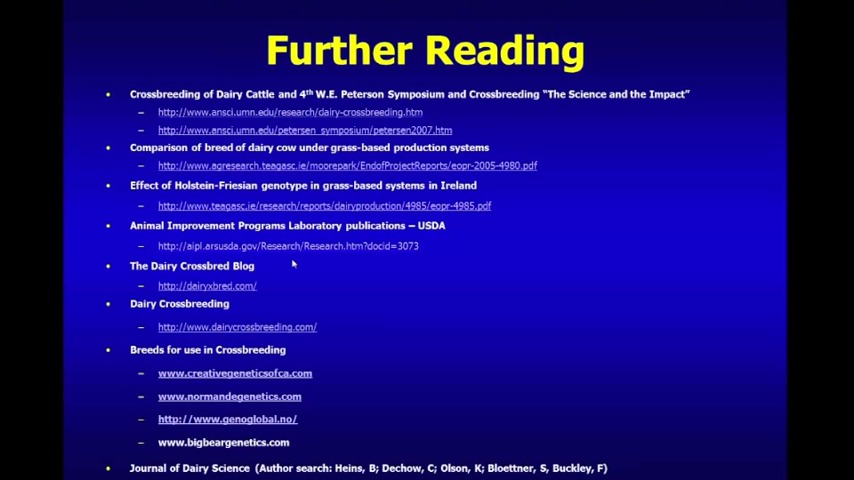 Further Reading
• Crossbreeding of Dairy Cattle and 4th W.E. Peterson Symposium and Crossbreeding "The Science and the Impact"
– http://www.ansci.umn.edu/research/dairy-crossbreeding.htm
– http://www.ansci.umn.edu/petersen_symposium/petersen2007.htm
• Comparison of breed of dairy cow under grass-based production systems
– http://www.agresearch.teagasc.ie/moorepark/EndofProjectReports/eopr-2005-4980.pdf
• Effect of Holstein-Friesian genotype in grass-based systems in Ireland
http://www.teagasc.ie/research/reports/dairyproduction/4985/eopr-4985.pdf
• Animal Improvement Programs Laboratory publications – USDA
– http://aipl.arsusda.gov/Research/Research.htm?docid=3073
• The Dairy Crossbred Blog
– http://dairyxbred.com/
• Dairy Crossbreeding
– http://www.dairycrossbreeding.com/
• Breeds for use in Crossbreeding
– www.creativegeneticsofca.com
– www.normandegenetics.com
– http://www.genoglobal.no/
– www.bigbeargenetics.com
• Journal of Dairy Science (Author search: Heins, B; Dechow, C; Olson, K; Bloettner, S, Buckley, F)